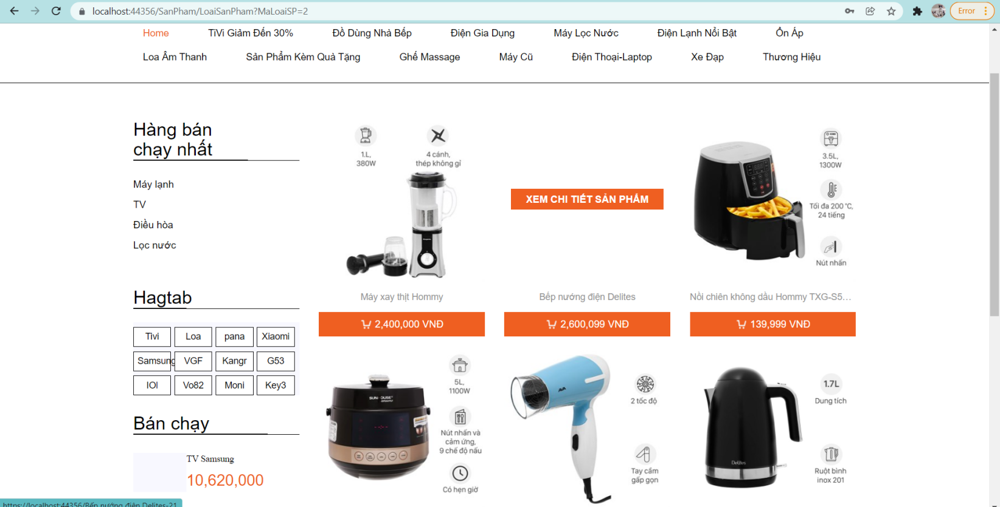 localhost:44356/SanPham/LoaiSanPham?MaLoaiSP=2
Error
Home
TiVi Giảm Đến 30%
Đồ Dùng Nhà Bếp
Điện Gia Dụng
Máy Lọc Nước
Điện Lạnh Nổi Bật
Ổn Áp
Loa Âm Thanh
Sản Phẩm Kèm Quà Tặng
Ghế Massage
Máy Cũ
Điện Thoại-Laptop
Xe Đạp
Thương Hiệu
Hàng bán
chạy nhất
Máy lạnh
TV
Điều hòa
Lọc nước
Hagtab
Tivi
Loa
pana
Xiaomi
Samsung
VGF
Kangr
G53
IOI
Vo82
Moni
Key3
Bán chạy
TV Samsung
10,620,000
1.L,
380W
4 cánh,
thép không gỉ
Máy xay thịt Hommy
2,400,000 VNĐ
XEM CHI TIẾT SẢN PHẨM
Bếp nướng điện Delites
2,600,099 VNĐ
3.5L,
1300W
Tối đa 200 °C,
24 tiếng
Nút nhấn
Nồi chiên không dầu Hommy TXG-S5...
139,999 VNĐ
SUNHOUSE
5L,
1100W
Nút nhấn và
cảm ứng,
9 chế độ nấu
Có hẹn giờ
AVA
2 tốc độ
Tay cầm
gấp gọn
Delites
1.7L
Dung tích
Ruột bình
inox 201
https://localhost:44356/Bếp nướng điện Delites-21